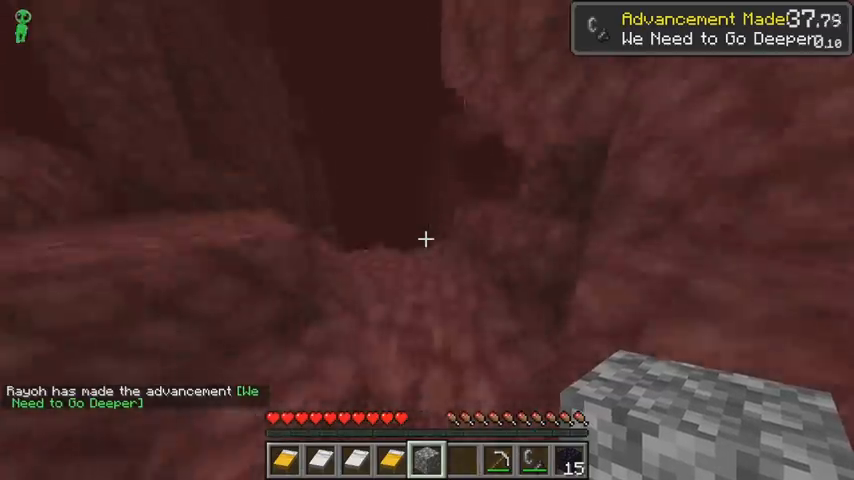 Advancement Made
37.79
We Need to Go Deeper
0.10
Rayoh has made the advancement [We
Need to Go Deeper]
15